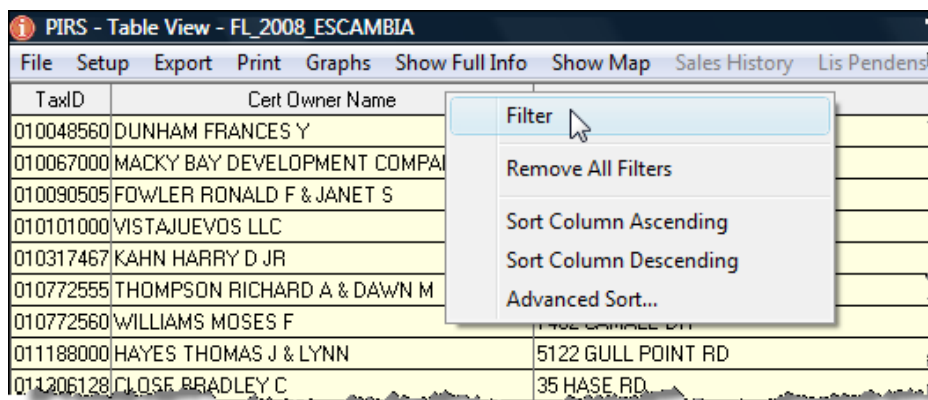 PIRS - Table View - FL_2008_ESCAMBIA
File Setup Export Print Graphs Show Full Info Show Map Sales History Lis Pendens
TaxID Cert Owner Name
Filter
010048560 DUNHAM FRANCES Y
010067000 MACKY BAY DEVELOPMENT
Remove All Filters
010090505 FOWLER RONALD F & JANET S
010101000 VISTAJUEVOS LLC
Sort Column Ascending
010317467 KAHN HARRY D JR
Sort Column Descending
010772555 THOMPSON RICHARD A & DAWN M
Advanced Sort...
010772560 WILLIAMS MOSES F
011188000 HAYES THOMAS J & LYNN 5122 GULL POINT RD
011206128 CLOSE BRADLEY C 35 HASE RD